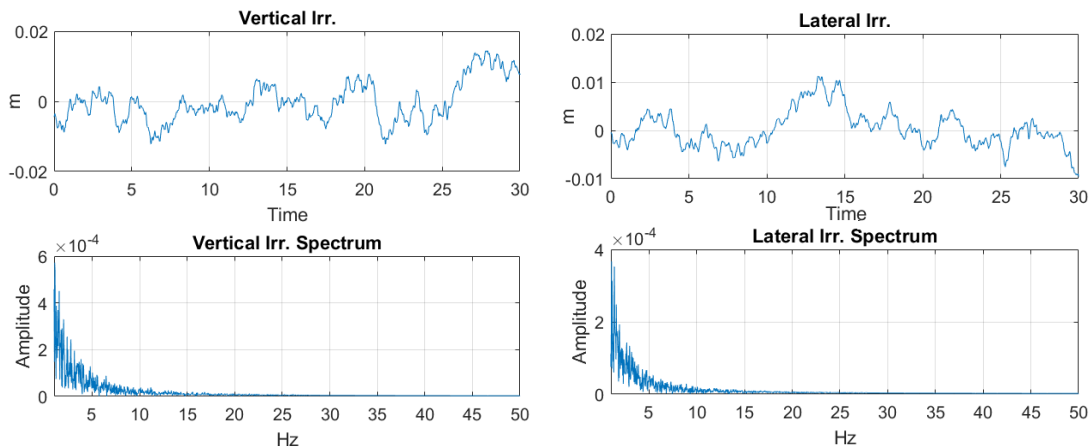 Vertical Irr.
0.02
0
-0.02
m
0 5 10 15 20 25 30
Time
Lateral Irr.
0.02
0.01
0
-0.01
m
0 5 10 15 20 25 30
Time
Vertical Irr. Spectrum
×10-4
6
4
2
0
Amplitude
5 10 15 20 25 30 35 40 45 50
Hz
Lateral Irr. Spectrum
×10-4
4
2
0
Amplitude
5 10 15 20 25 30 35 40 45 50
Hz